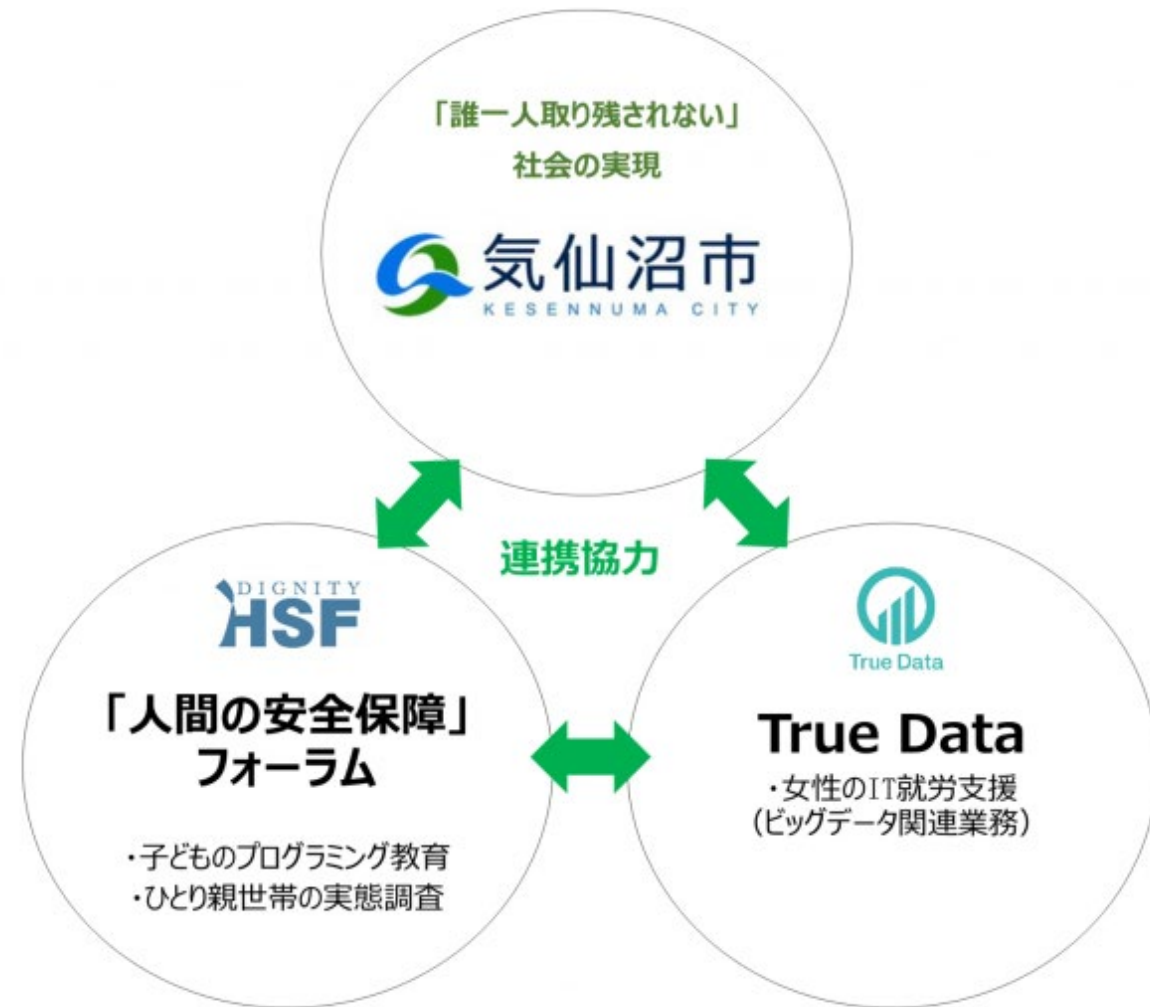 「誰一人取り残されない」
社会の実現
気仙沼市
KESENNUMA CITY
連携協力
DIGNITY
HSF
「人間の安全保障」
フォーラム
・子どものプログラミング教育
・ひとり親世帯の実態調査
True Data
True Data
・女性のIT就労支援
(ビッグデータ関連業務)